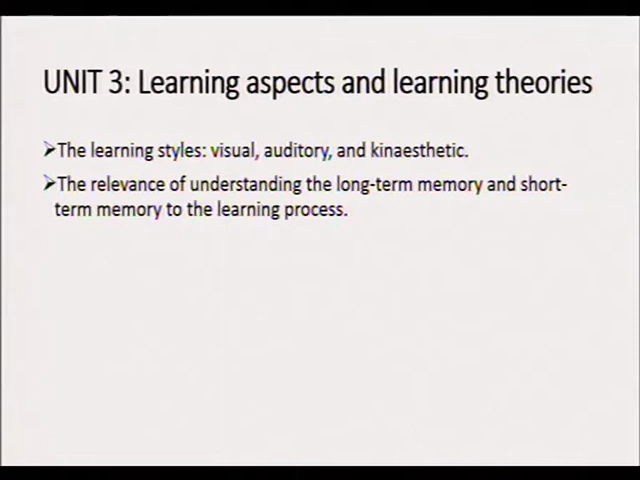 UNIT 3: Learning aspects and learning theories
➢The learning styles: visual, auditory, and kinaesthetic.
➢The relevance of understanding the long-term memory and short-
term memory to the learning process.